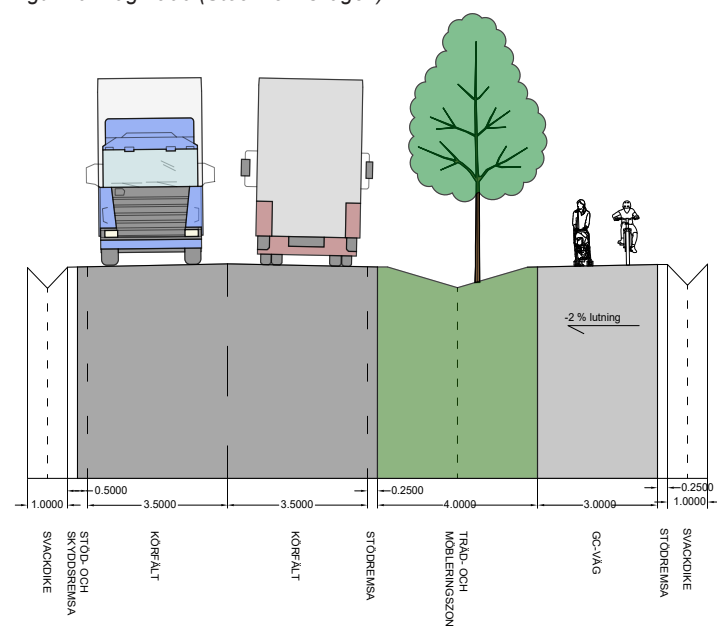 -2 % lutning
0.5000
0.2500
0.2500
1.0000
3.5000
3.5000
4.0000
3.0000
1.0000
SVACKDIKE
STÖD- OCH
SKYDDSREMSA
KÖRFÄLT
KÖRFÄLT
STÖDREMSA
TRÄD- OCH
MÖBLERINGSZON
GC-VÄG
STÖDREMSA
SVACKDIKE